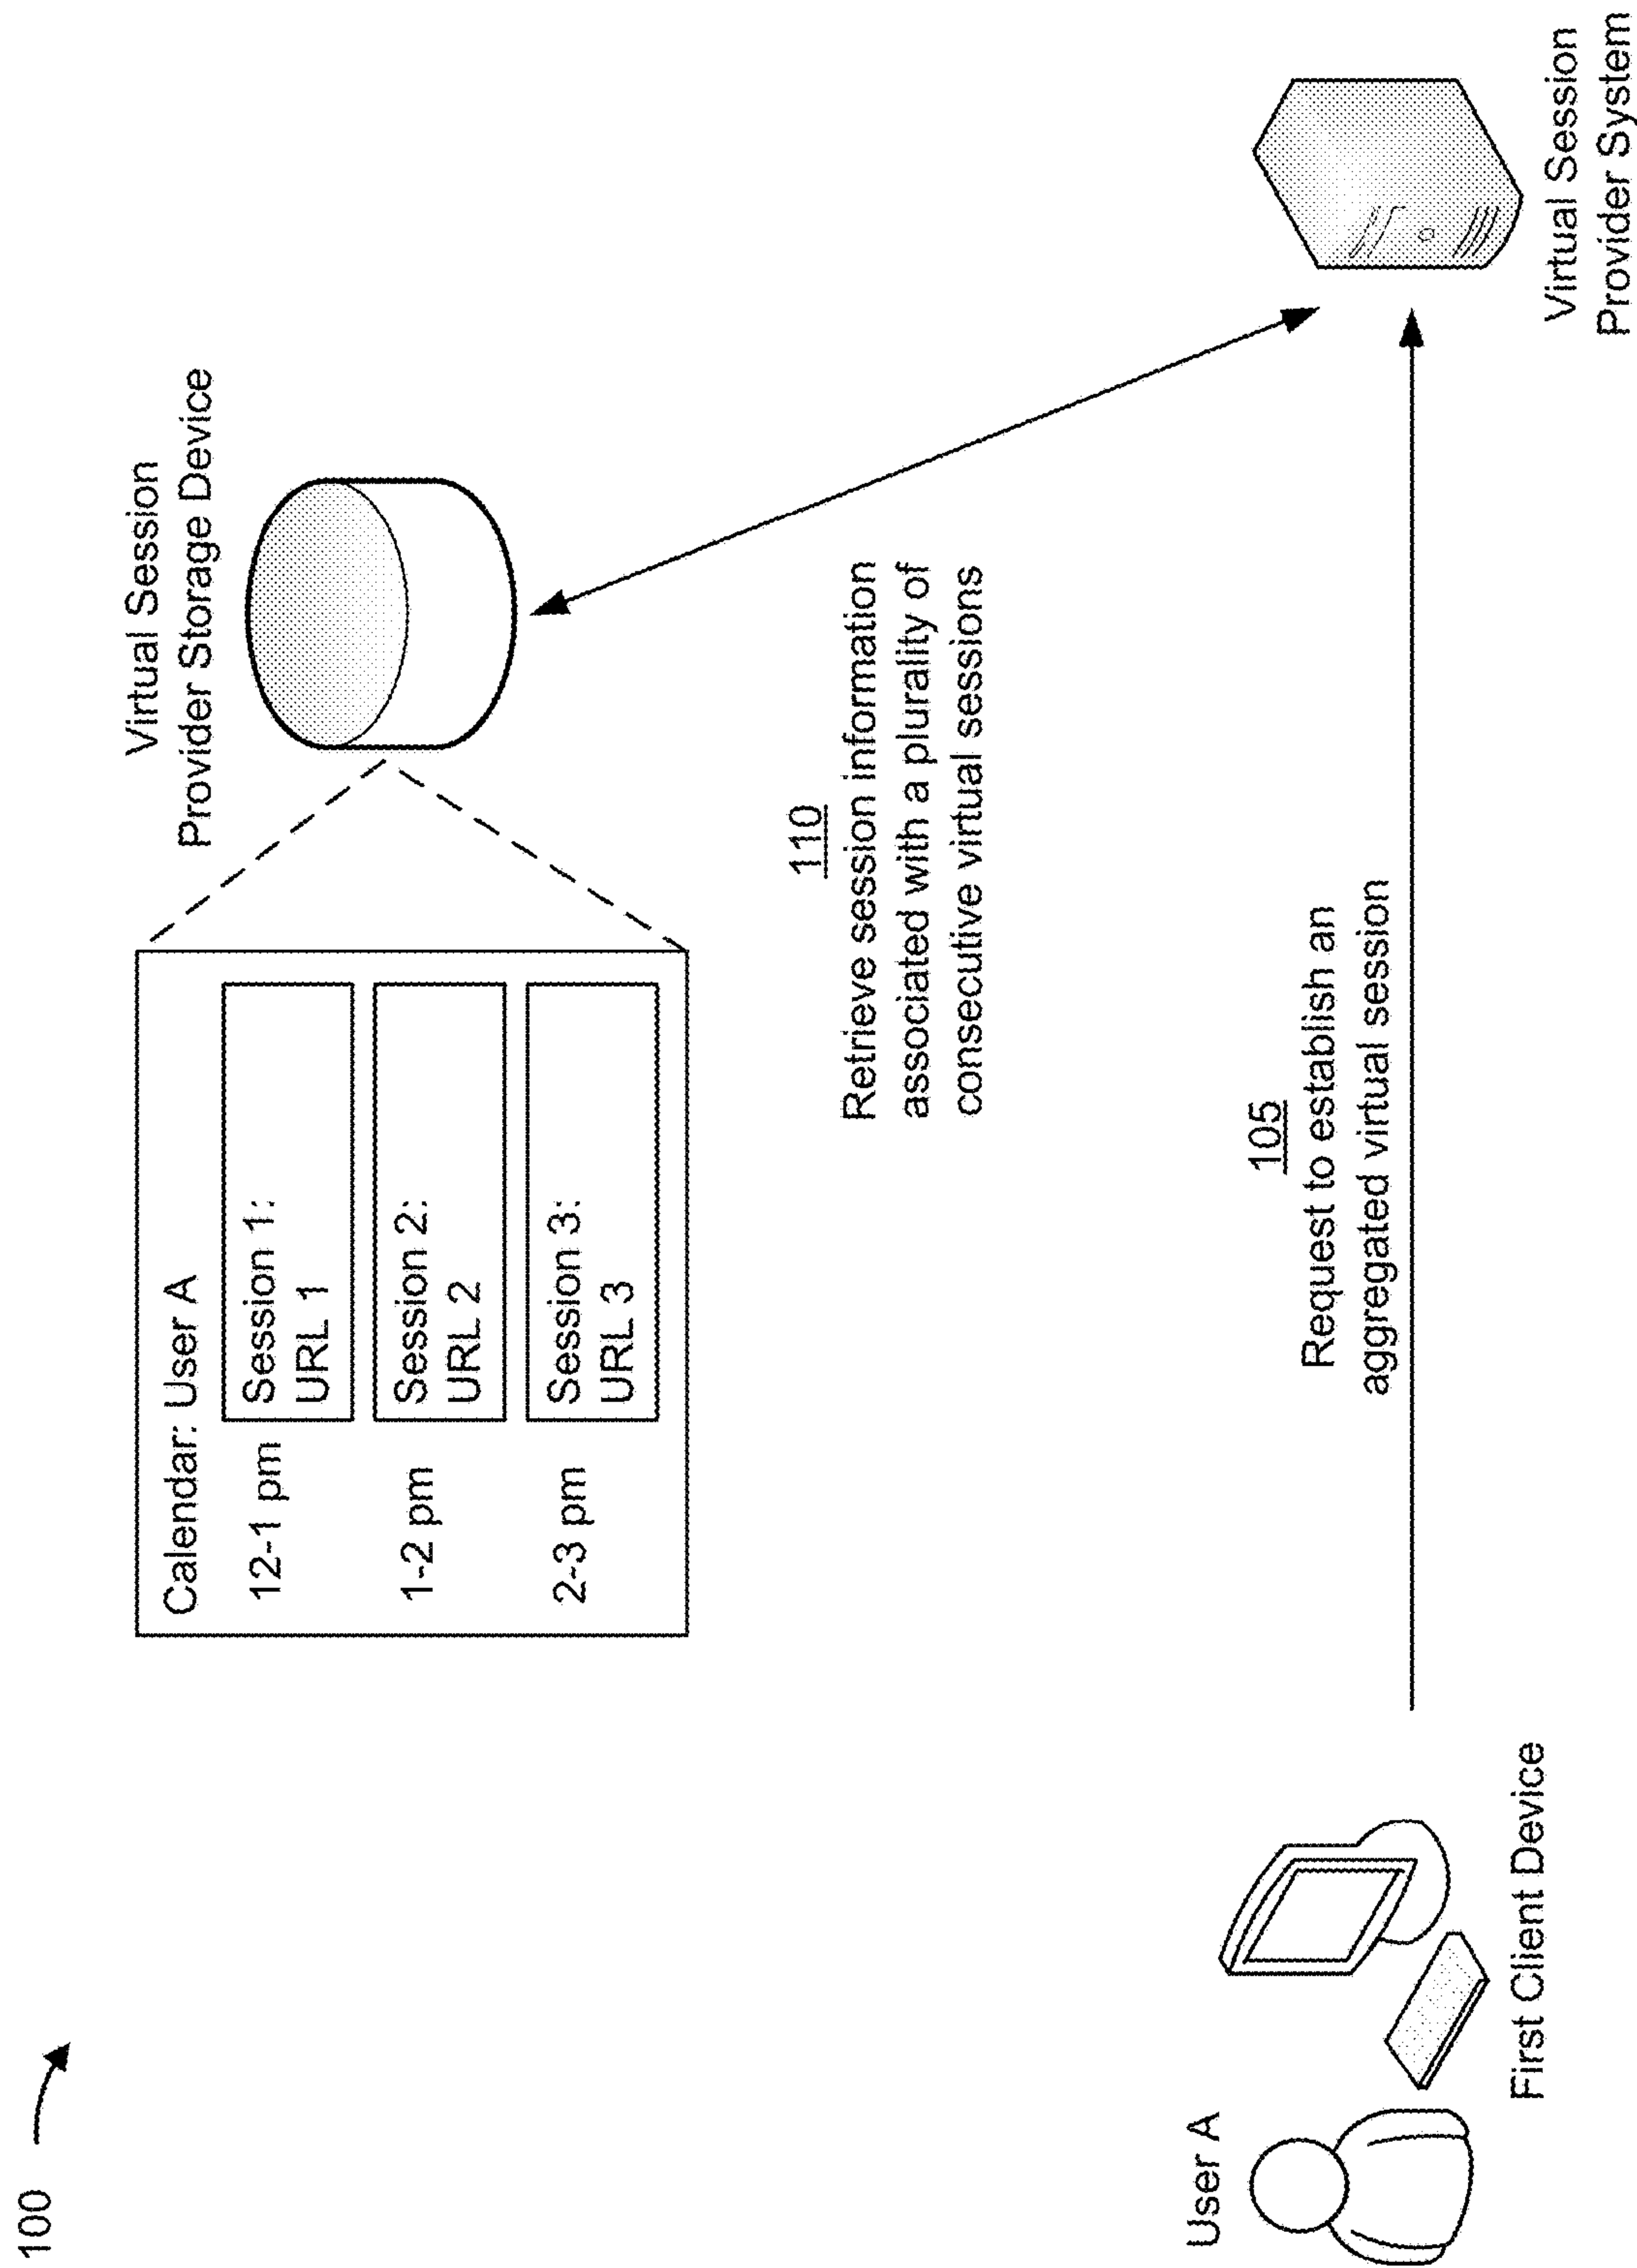 100
Virtual Session
Provider Storage Device
Calendar: User A
12-1 pm
Session 1:
URL 1
1-2 pm
Session 2:
URL 2
2-3 pm
Session 3:
URL 3
110
Retrieve session information
associated with a plurality of
consecutive virtual sessions
105
Request to establish an
aggregated virtual session
User A
First Client Device
Virtual Session
Provider System